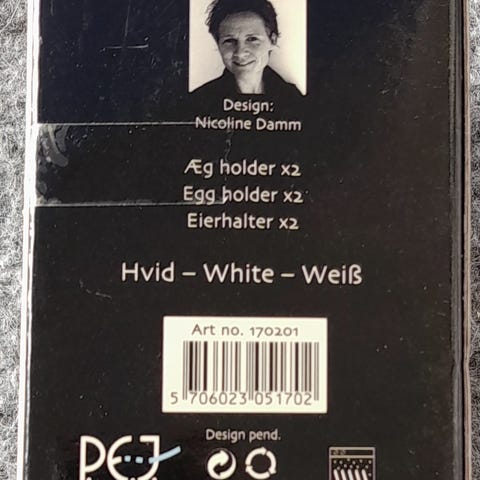 Design:
Nicoline Damm
Æg holder x2
Egg holder x2
Eierhalter x2
Hvid – White – Weiß
Art no. 170201
5 706023 051702
Design pend.
PEJ